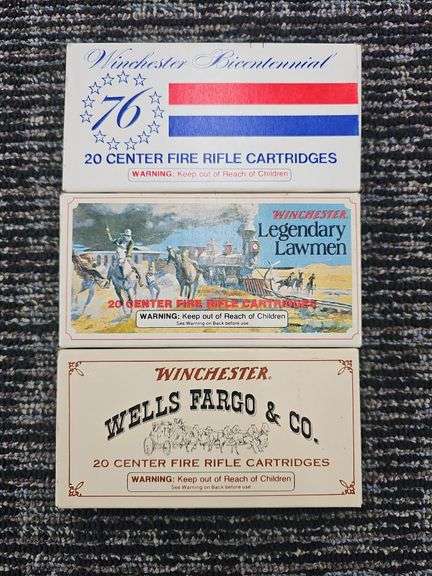 Winchester Bicentennial
76
20 CENTER FIRE RIFLE CARTRIDGES
WARNING: Keep out of Reach of Children
WINCHESTER
Legendary
Lawmen
20 CENTER FIRE RIFLE CARTRIDGES
WARNING: Keep out of Reach of Children
See Warning on Back before use
WINCHESTER
WELLS FARGO & CO.
20 CENTER FIRE RIFLE CARTRIDGES
WARNING: Keep out of Reach of Children
See Warning on Back before use